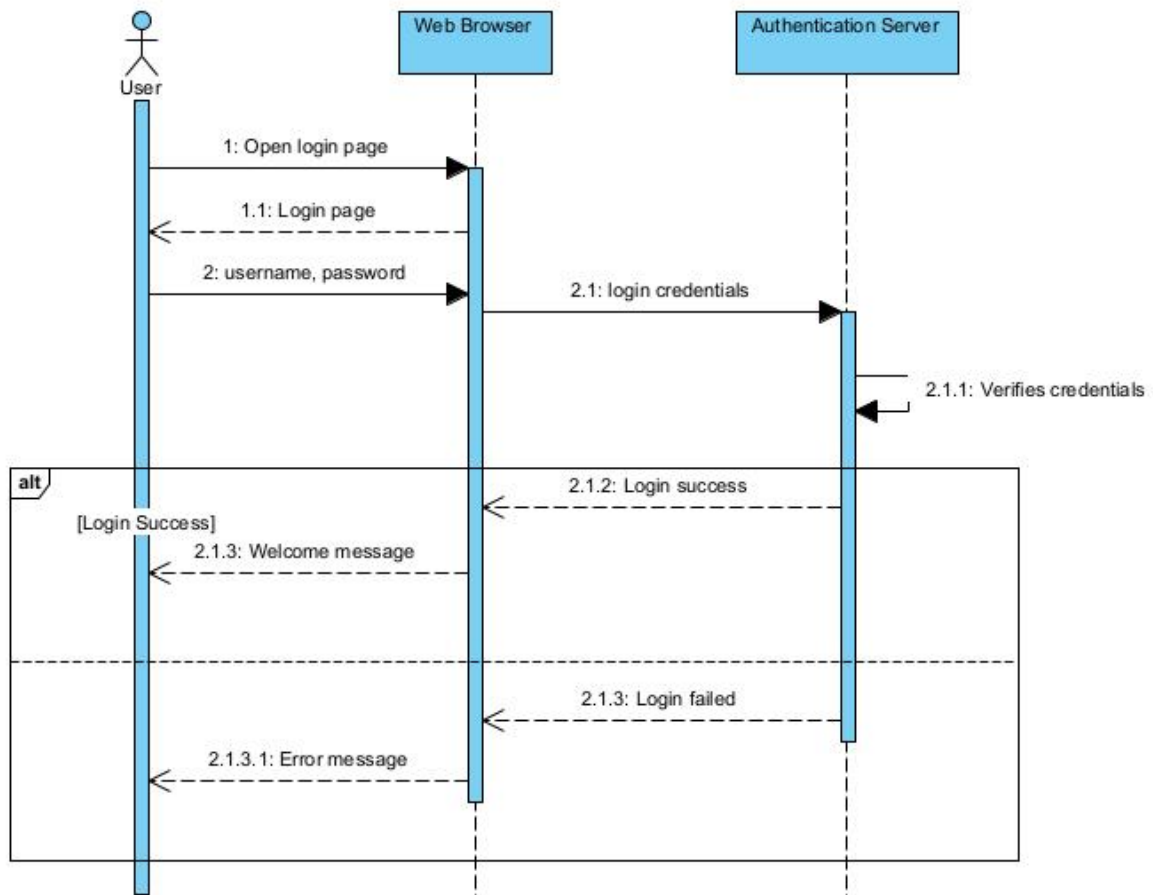 Web Browser
Authentication Server
User
1: Open login page
1.1: Login page
2: username, password
2.1: login credentials
2.1.1: Verifies credentials
alt
2.1.2: Login success
[Login Success]
2.1.3: Welcome message
2.1.3: Login failed
2.1.3.1: Error message